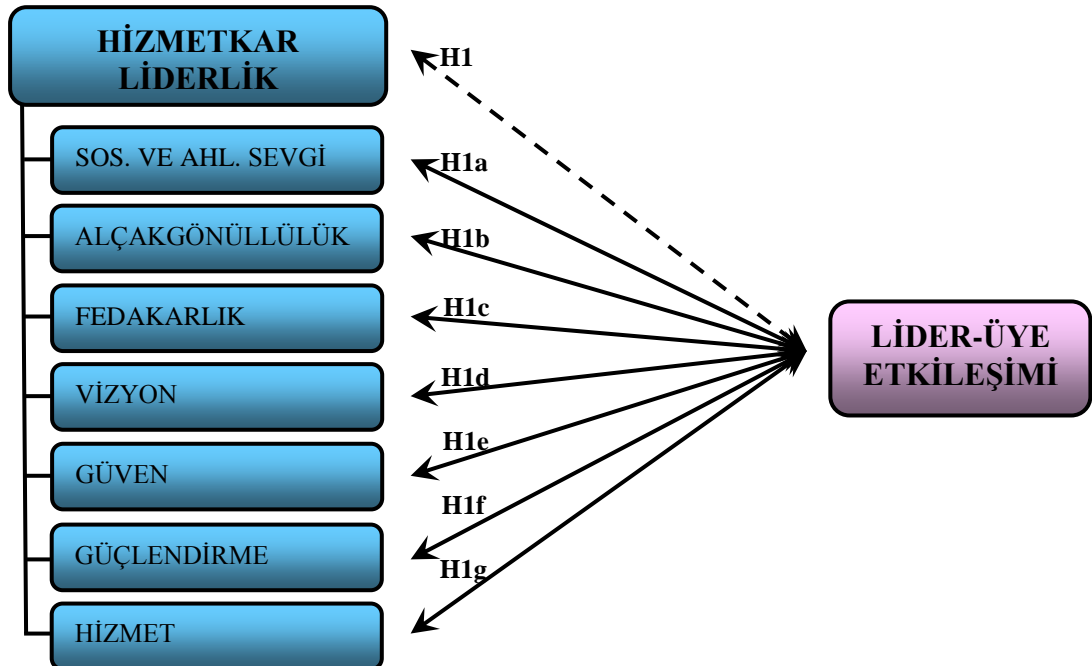 HİZMETKAR
LİDERLİK
H1
SOS. VE AHL. SEVGİ
H1a
ALÇAKGÖNÜLLÜLÜK
H1b
FEDAKARLIK
H1c
LİDER-ÜYE
ETKİLEŞİMİ
VİZYON
H1d
GÜVEN
H1e
GÜÇLENDİRME
H1f
HİZMET
H1g